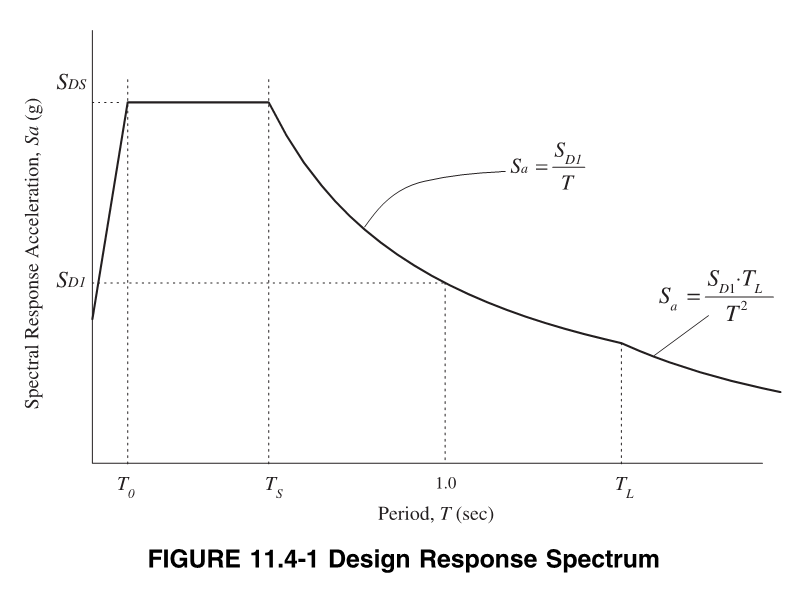 S_DS
Spectral Response Acceleration, Sa (g)
Sa = S_D1 / T
S_D1
S_a = S_D1·T_L / T²
T_0
T_S
1.0
T_L
Period, T (sec)
FIGURE 11.4-1 Design Response Spectrum